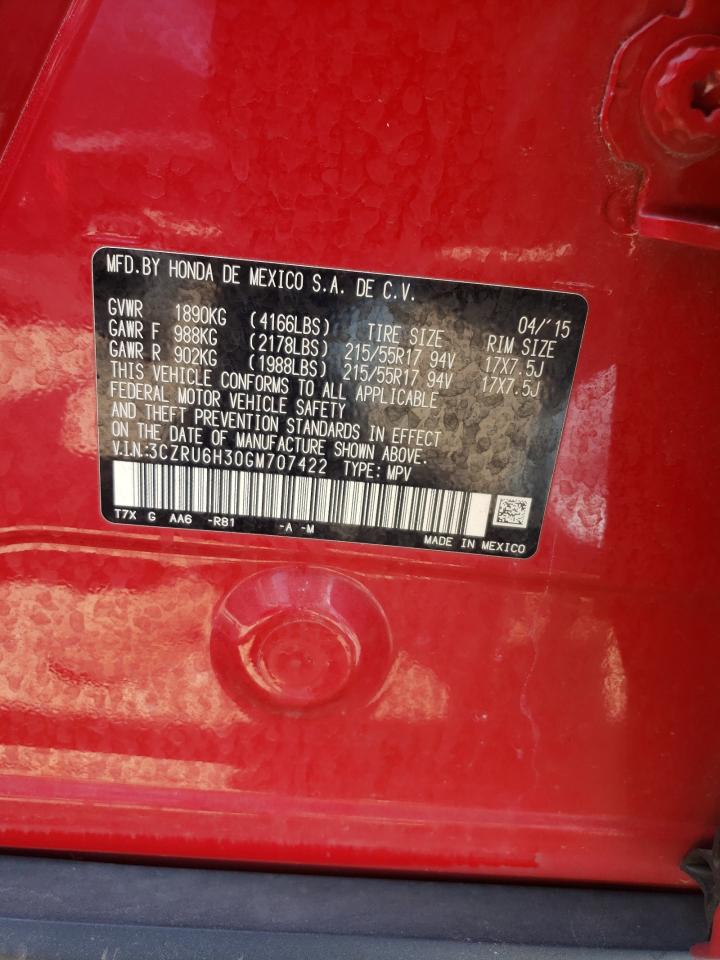 MFD.BY HONDA DE MEXICO S.A. DE C.V.
04/'15
GVWR 1890KG (4166LBS) TIRE SIZE RIM SIZE
GAWR F 988KG (2178LBS) 215/55R17 94V 17X7.5J
GAWR R 902KG (1988LBS) 215/55R17 94V 17X7.5J
THIS VEHICLE CONFORMS TO ALL APPLICABLE
FEDERAL MOTOR VEHICLE SAFETY
AND THEFT PREVENTION STANDARDS IN EFFECT
ON THE DATE OF MANUFACTURE SHOWN ABOVE.
V.I.N:3CZRU6H30GM707422 TYPE: MPV
T7X G AA6 -R81 -A -M
MADE IN MEXICO